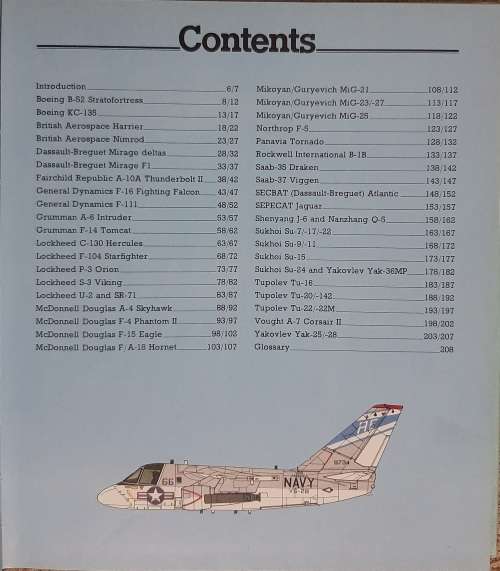 Contents
Introduction 6/7
Boeing B-52 Stratofortress 8/12
Boeing KC-135 13/17
British Aerospace Harrier 18/22
British Aerospace Nimrod 23/27
Dassault-Breguet Mirage deltas 28/32
Dassault-Breguet Mirage F1 33/37
Fairchild Republic A-10A Thunderbolt II 38/42
General Dynamics F-16 Fighting Falcon 43/47
General Dynamics F-111 48/52
Grumman A-6 Intruder 53/57
Grumman F-14 Tomcat 58/62
Lockheed C-130 Hercules 63/67
Lockheed F-104 Starfighter 68/72
Lockheed P-3 Orion 73/77
Lockheed S-3 Viking 78/82
Lockheed U-2 and SR-71 83/87
McDonnell Douglas A-4 Skyhawk 88/92
McDonnell Douglas F-4 Phantom II 93/97
McDonnell Douglas F-15 Eagle 98/102
McDonnell Douglas F/A-18 Hornet 103/107
Mikoyan/Guryevich MiG-21 108/112
Mikoyan/Guryevich MiG-23/-27 113/117
Mikoyan/Guryevich MiG-25 118/122
Northrop F-5 123/127
Panavia Tornado 128/132
Rockwell International B-1B 133/137
Saab-35 Draken 138/142
Saab-37 Viggen 143/147
SECBAT (Dassault-Breguet) Atlantic 148/152
SEPECAT Jaguar 153/157
Shenyang J-6 and Nanzhang Q-5 158/162
Sukhoi Su-7/-17/-22 163/167
Sukhoi Su-9/-11 168/172
Sukhoi Su-15 173/177
Sukhoi Su-24 and Yakovlev Yak-36MP 178/182
Tupolev Tu-16 183/187
Tupolev Tu-20/-142 188/192
Tupolev Tu-22/-22M 193/197
Vought A-7 Corsair II 198/202
Yakovlev Yak-25/-28 203/207
Glossary 208
66
NAVY
VS-28